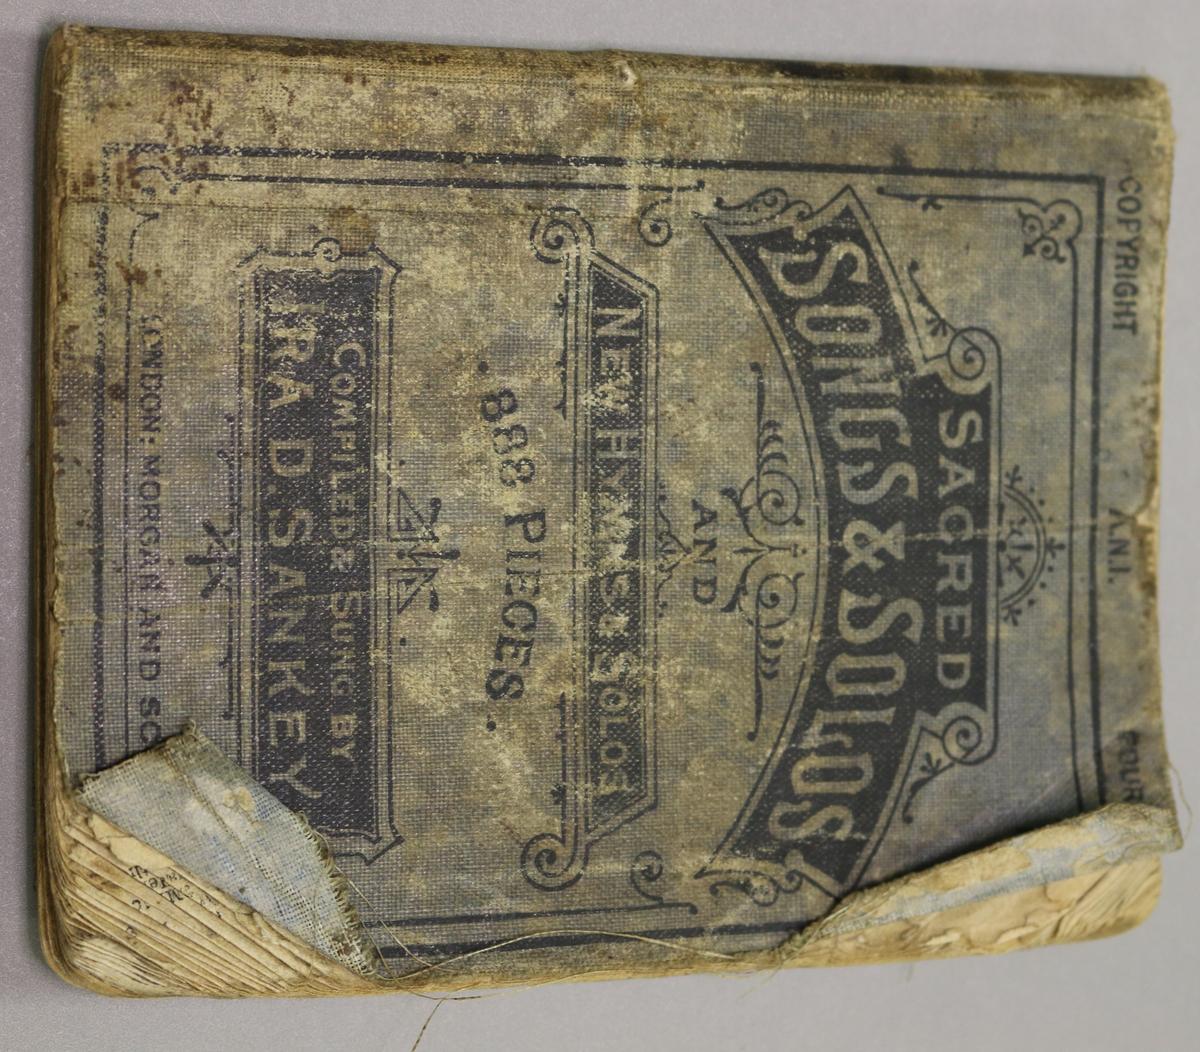 COPYRIGHT A.N.I. FOUR
SACRED
SONGS & SOLOS
AND
NEW HYMNS & SOLOS
. 888 PIECES .
COMPILED & SUNG BY
IRA D. SANKEY
LONDON: MORGAN AND SC